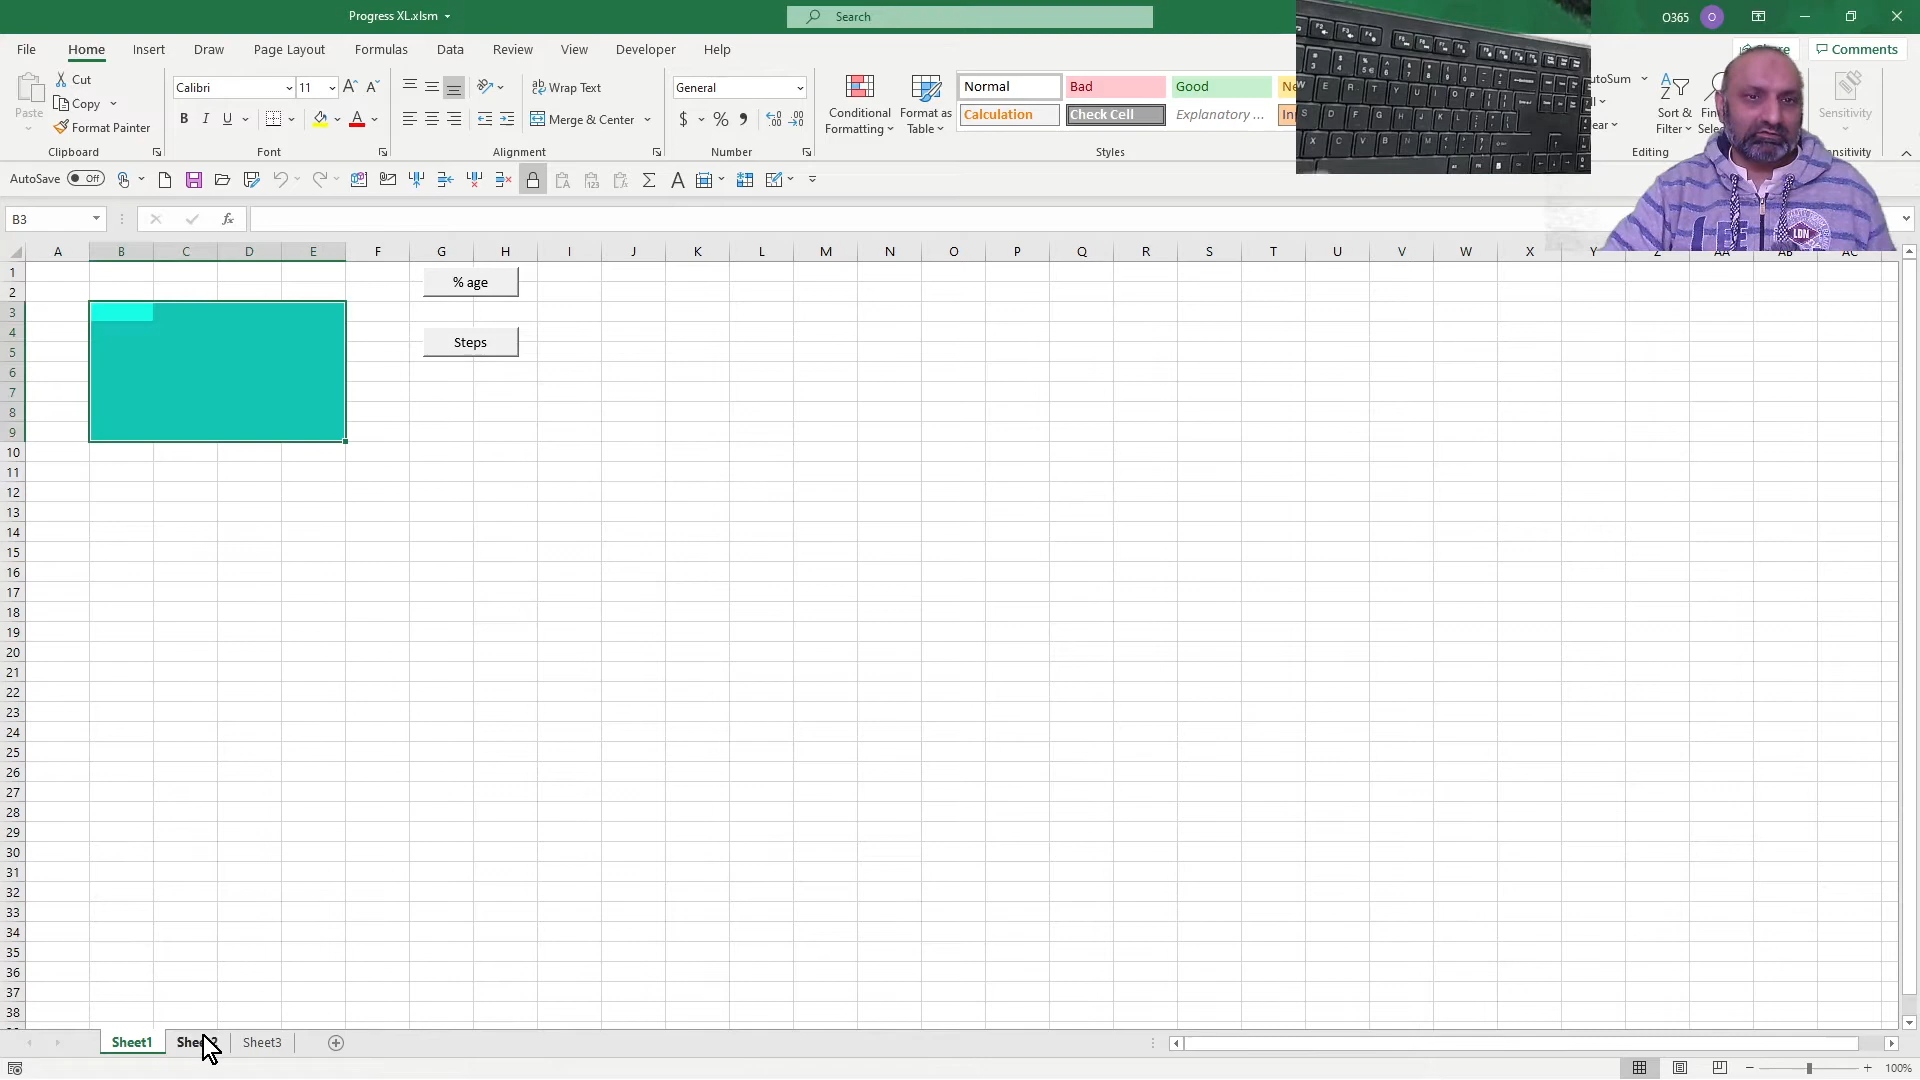 Progress XL.xlsm
Search
O365
O
File Home Insert Draw Page Layout Formulas Data Review View Developer Help
Comments
Paste
Cut
Copy
Format Painter
Clipboard
Calibri 11
B I U
Font
Wrap Text
Merge & Center
Alignment
General
$ % 9
Number
Conditional Formatting
Format as Table
Normal Bad Good
Calculation Check Cell Explanatory ...
Styles
Sort & Filter
Editing
Sensitivity
AutoSave Off
B3
fx
A B C D E F G H I J K L M N O P Q R S T U V W X Y Z AA AB AC
1
2
3
4
5
6
7
8
9
10
11
12
13
14
15
16
17
18
19
20
21
22
23
24
25
26
27
28
29
30
31
32
33
34
35
36
37
38
% age
Steps
LDN
Sheet1 Sheet2 Sheet3
100%